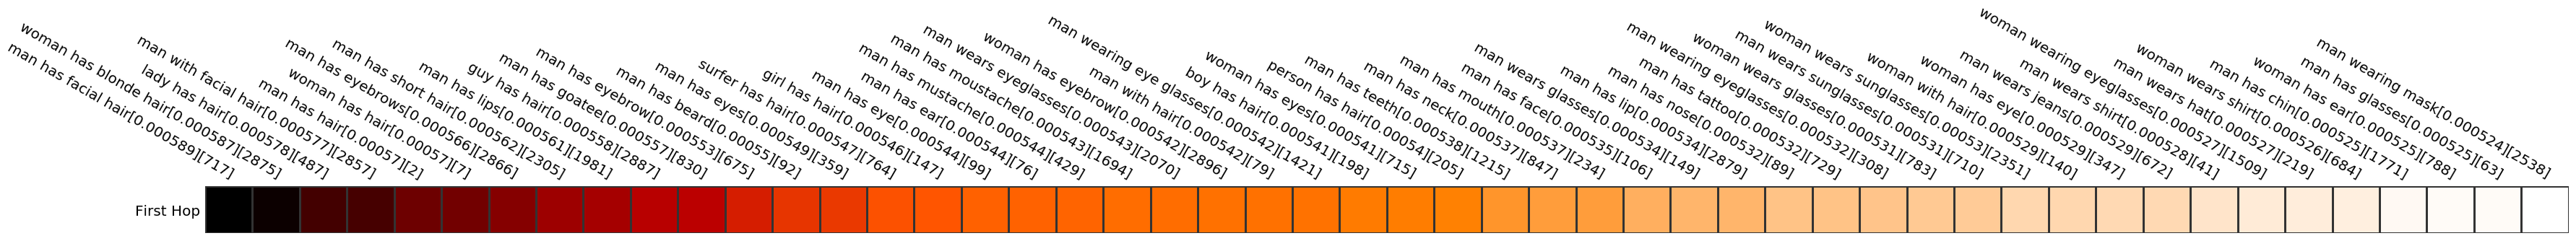 man has facial hair[0.000589][717]
woman has blonde hair[0.000587][2875]
lady has hair[0.000578][487]
man with facial hair[0.000577][2857]
man has hair[0.00057][2]
woman has hair[0.00057][7]
man has eyebrows[0.000566][2866]
man has short hair[0.000562][2305]
man has lips[0.000561][1981]
guy has hair[0.000558][2887]
man has goatee[0.000557][830]
man has eyebrow[0.000553][675]
man has beard[0.00055][92]
man has eyes[0.000549][359]
surfer has hair[0.000547][764]
girl has hair[0.000546][147]
man has eye[0.000544][99]
man has ear[0.000544][76]
man has mustache[0.000544][429]
man has moustache[0.000543][1694]
man wears eyeglasses[0.000543][2070]
woman has eyebrow[0.000542][2896]
man with hair[0.000542][79]
man wearing eye glasses[0.000542][1421]
boy has hair[0.000541][198]
woman has eyes[0.000541][715]
person has hair[0.00054][205]
man has teeth[0.000538][1215]
man has neck[0.000537][847]
man has mouth[0.000537][234]
man has face[0.000535][106]
man wears glasses[0.000534][149]
man has lip[0.000534][2879]
man has nose[0.000532][89]
man has tattoo[0.000532][729]
man wearing eyeglasses[0.000532][308]
woman wears glasses[0.000531][783]
man wears sunglasses[0.000531][710]
woman wears sunglasses[0.00053][251]
woman with hair[0.000529][140]
woman has eye[0.000529][347]
man wears jeans[0.000529][672]
man wears shirt[0.000528][41]
woman wearing eyeglasses[0.000527][1509]
man wears hat[0.000527][219]
woman wears shirt[0.000526][684]
man has chin[0.000525][1771]
woman has ear[0.000525][788]
man has glasses[0.000525][63]
man wearing mask[0.000524][2538]
First Hop